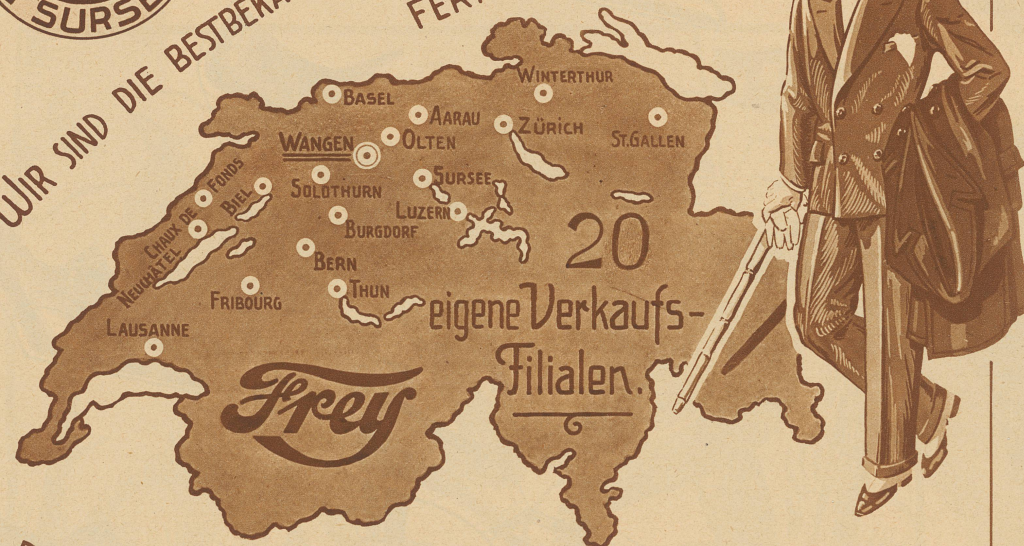 SURSE
WIR SIND DIE BESTBEKA
FER
WINTERTHUR
BASEL
AARAU
ZÜRICH
WANGEN
OLTEN
ST. GALLEN
SOLOTHURN
SURSEE
CHAUX DE FONDS
BIEL
LUZERN
BURGDORF
NEUCHÂTEL
BERN
FRIBOURG
THUN
LAUSANNE
20
eigene Verkaufs-
Filialen.
Frey